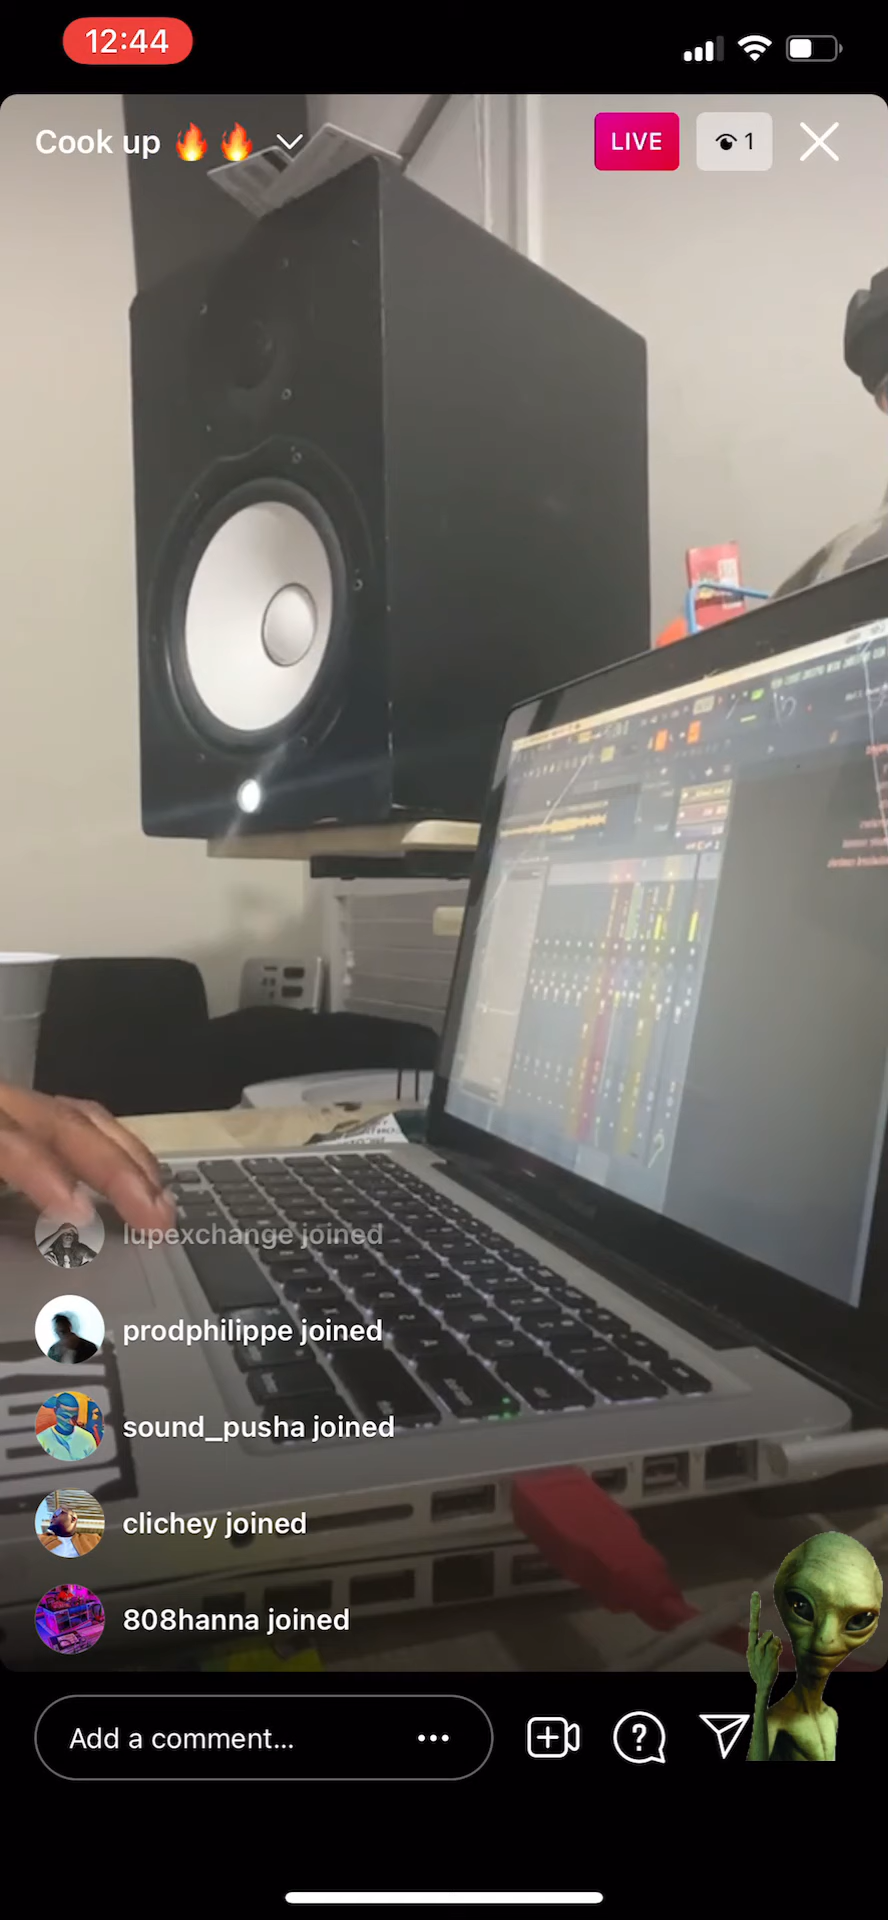 12:44
Cook up 🔥🔥
LIVE
1
lupexchange joined
prodphilippe joined
sound_pusha joined
clichey joined
808hanna joined
Add a comment...